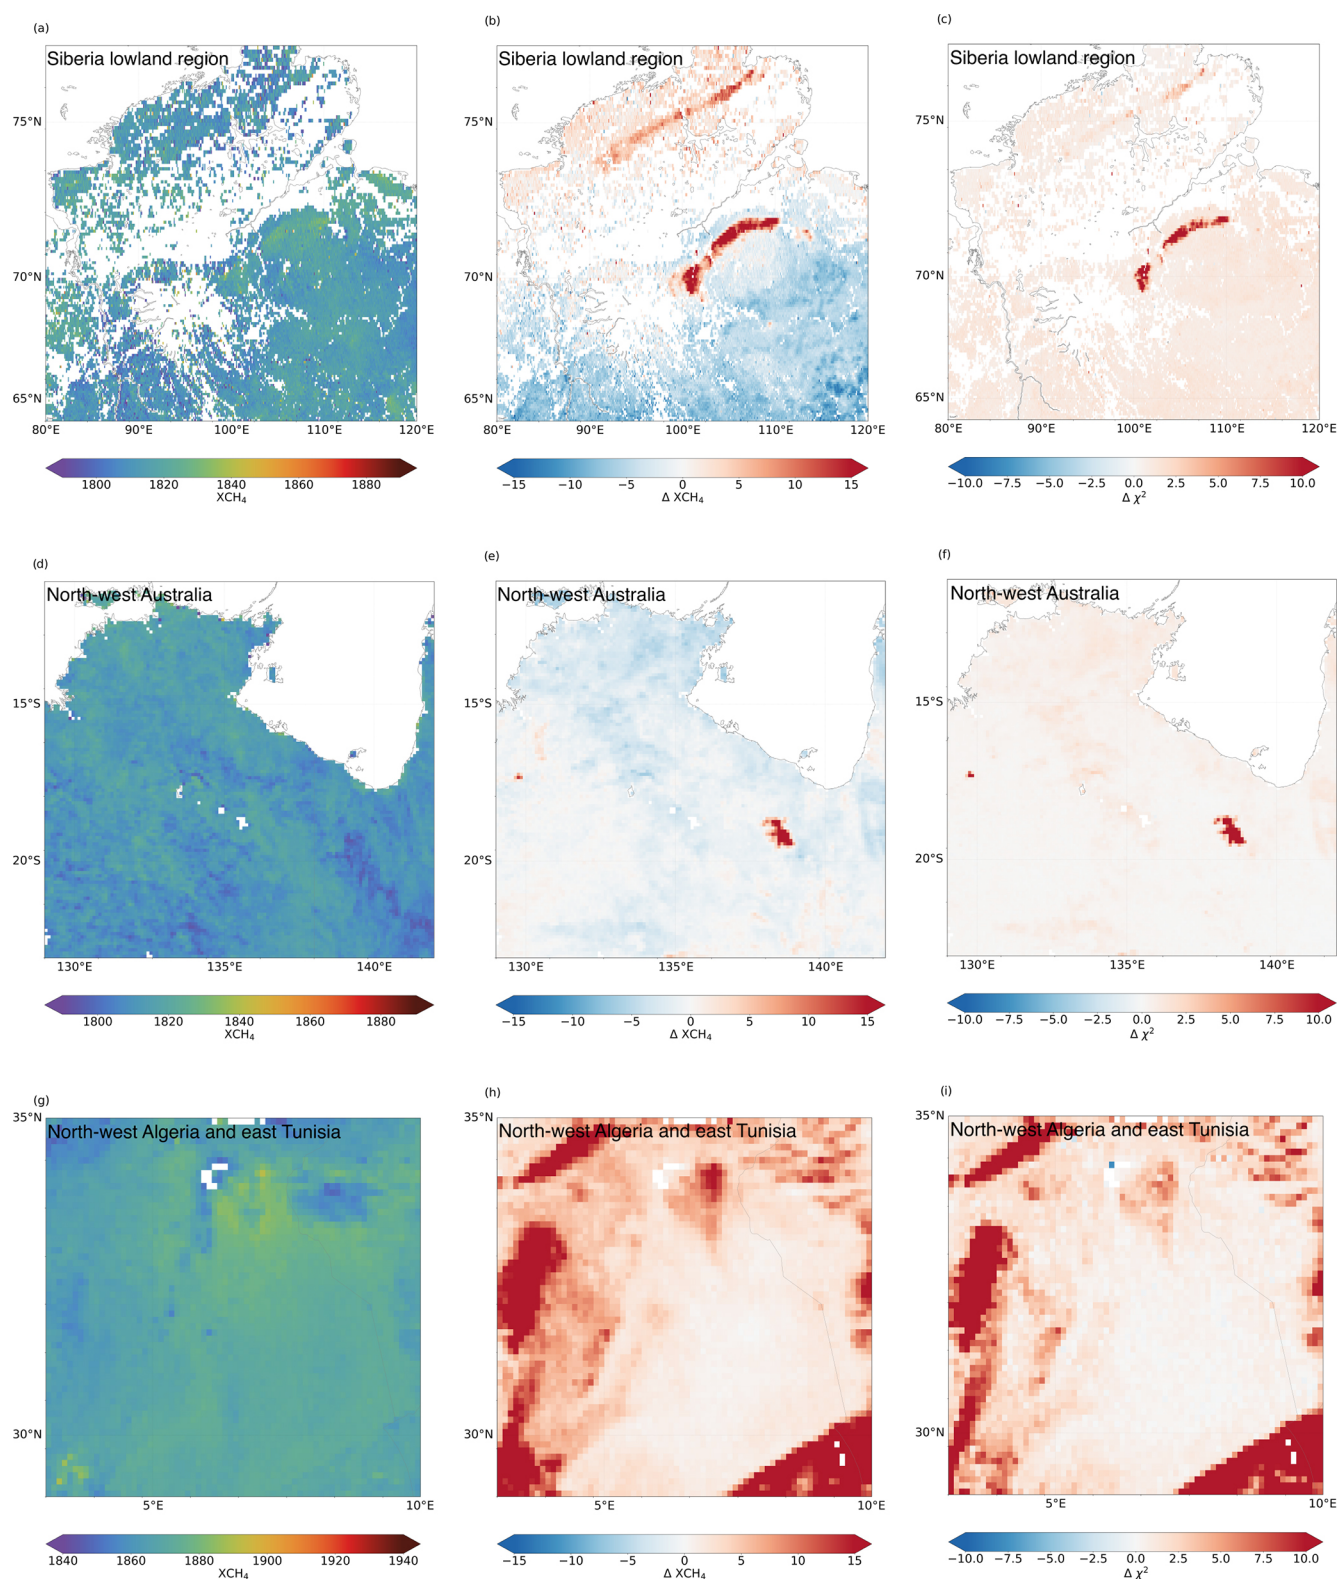 (a)
(b)
(c)
Siberia lowland region
Siberia lowland region
Siberia lowland region
75°N
70°N
65°N
80°E 90°E 100°E 110°E 120°E
75°N
70°N
65°N
80°E 90°E 100°E 110°E 120°E
75°N
70°N
65°N
80°E 90°E 100°E 110°E 120°E
1800 1820 1840 1860 1880
XCH₄
−15 −10 −5 0 5 10 15
Δ XCH₄
−10.0 −7.5 −5.0 −2.5 0.0 2.5 5.0 7.5 10.0
Δ χ²
(d)
(e)
(f)
North-west Australia
North-west Australia
North-west Australia
15°S
20°S
130°E 135°E 140°E
15°S
20°S
130°E 135°E 140°E
15°S
20°S
130°E 135°E 140°E
1800 1820 1840 1860 1880
XCH₄
−15 −10 −5 0 5 10 15
Δ XCH₄
−10.0 −7.5 −5.0 −2.5 0.0 2.5 5.0 7.5 10.0
Δ χ²
(g)
(h)
(i)
North-west Algeria and east Tunisia
North-west Algeria and east Tunisia
North-west Algeria and east Tunisia
35°N
30°N
5°E 10°E
35°N
30°N
5°E 10°E
35°N
30°N
5°E 10°E
1840 1860 1880 1900 1920 1940
XCH₄
−15 −10 −5 0 5 10 15
Δ XCH₄
−10.0 −7.5 −5.0 −2.5 0.0 2.5 5.0 7.5 10.0
Δ χ²